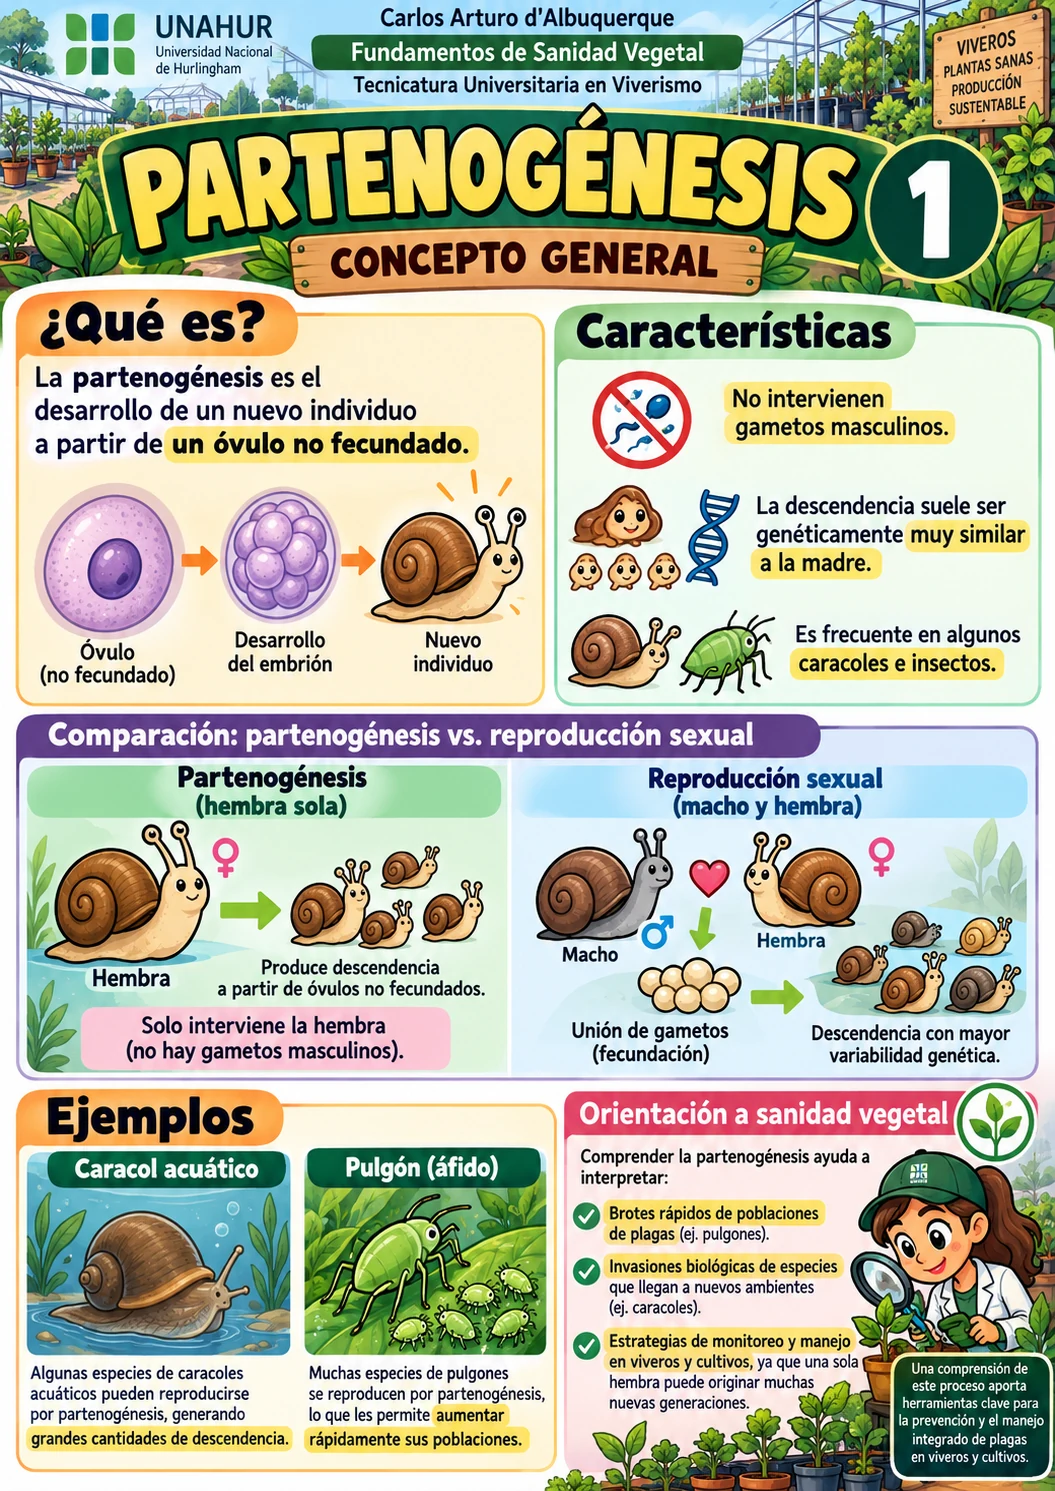 UNAHUR
Universidad Nacional
de Hurlingham
Carlos Arturo d’Albuquerque
Fundamentos de Sanidad Vegetal
Tecnicatura Universitaria en Viverismo
VIVEROS
PLANTAS SANAS
PRODUCCIÓN
SUSTENTABLE
PARTENOGÉNESIS
1
CONCEPTO GENERAL
¿Qué es?
La partenogénesis es el
desarrollo de un nuevo individuo
a partir de un óvulo no fecundado.
Óvulo
(no fecundado)
Desarrollo
del embrión
Nuevo
individuo
Características
No intervienen
gametos masculinos.
La descendencia suele ser
genéticamente muy similar
a la madre.
Es frecuente en algunos
caracoles e insectos.
Comparación: partenogénesis vs. reproducción sexual
Partenogénesis
(hembra sola)
♀
Hembra
Produce descendencia
a partir de óvulos no fecundados.
Solo interviene la hembra
(no hay gametos masculinos).
Reproducción sexual
(macho y hembra)
♀
♂
Macho
Hembra
Unión de gametos
(fecundación)
Descendencia con mayor
variabilidad genética.
Ejemplos
Caracol acuático
Algunas especies de caracoles
acuáticos pueden reproducirse
por partenogénesis, generando
grandes cantidades de descendencia.
Pulgón (áfido)
Muchas especies de pulgones
se reproducen por partenogénesis,
lo que les permite aumentar
rápidamente sus poblaciones.
Orientación a sanidad vegetal
Comprender la partenogénesis ayuda a
interpretar:
Brotes rápidos de poblaciones
de plagas (ej. pulgones).
Invasiones biológicas de especies
que llegan a nuevos ambientes
(ej. caracoles).
Estrategias de monitoreo y manejo
en viveros y cultivos, ya que una sola
hembra puede originar muchas
nuevas generaciones.
Una comprensión de
este proceso aporta
herramientas clave para
la prevención y el manejo
integrado de plagas
en viveros y cultivos.